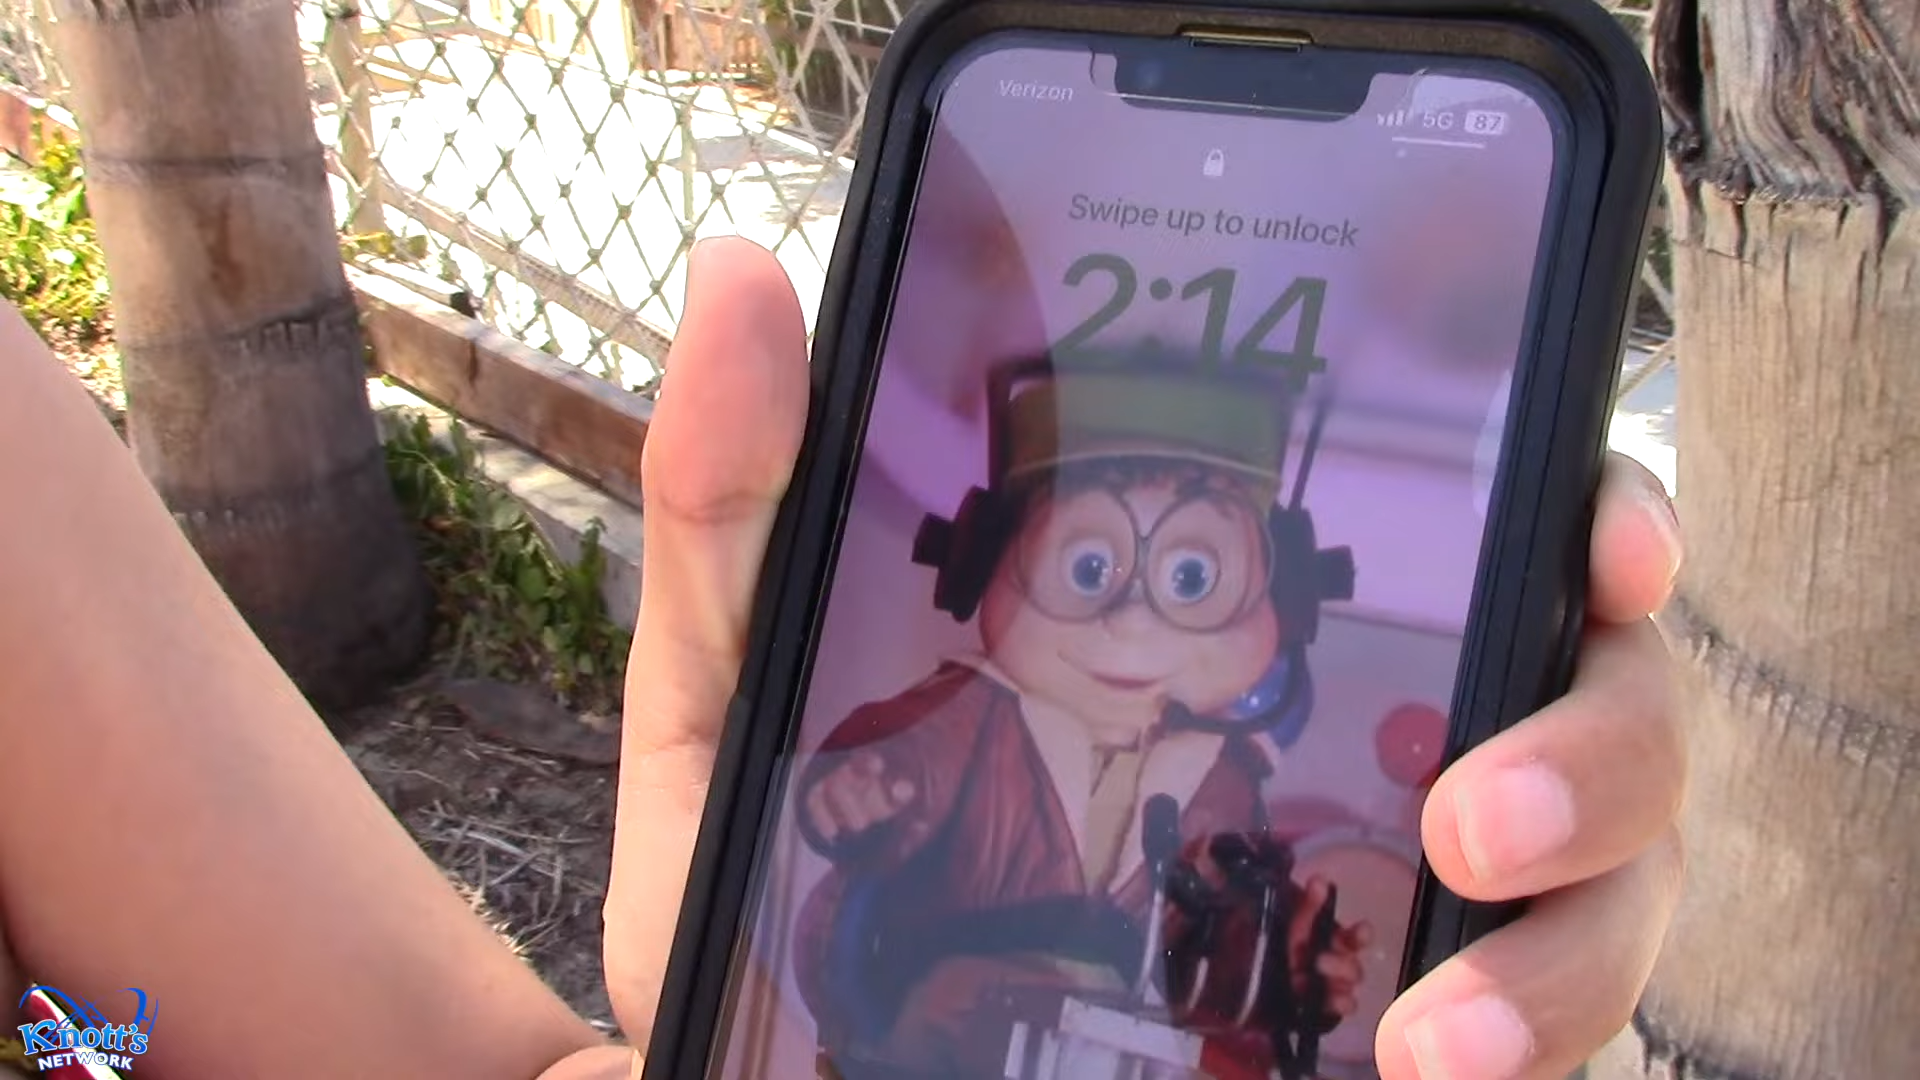 Verizon
5G 87
Swipe up to unlock
2:14
Knott's
NETWORK